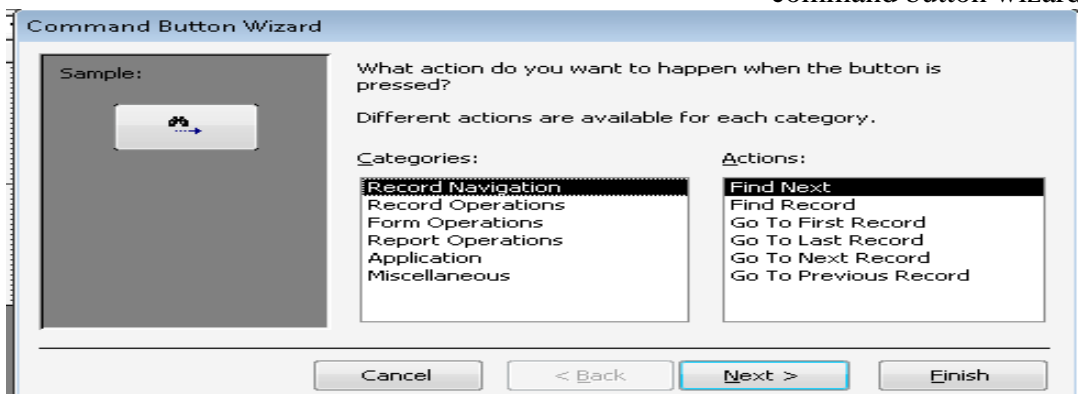 command button wizard
Command Button Wizard
Sample:
What action do you want to happen when the button is
pressed?
Different actions are available for each category.
Categories:
Record Navigation
Record Operations
Form Operations
Report Operations
Application
Miscellaneous
Actions:
Find Next
Find Record
Go To First Record
Go To Last Record
Go To Next Record
Go To Previous Record
Cancel
< Back
Next >
Finish